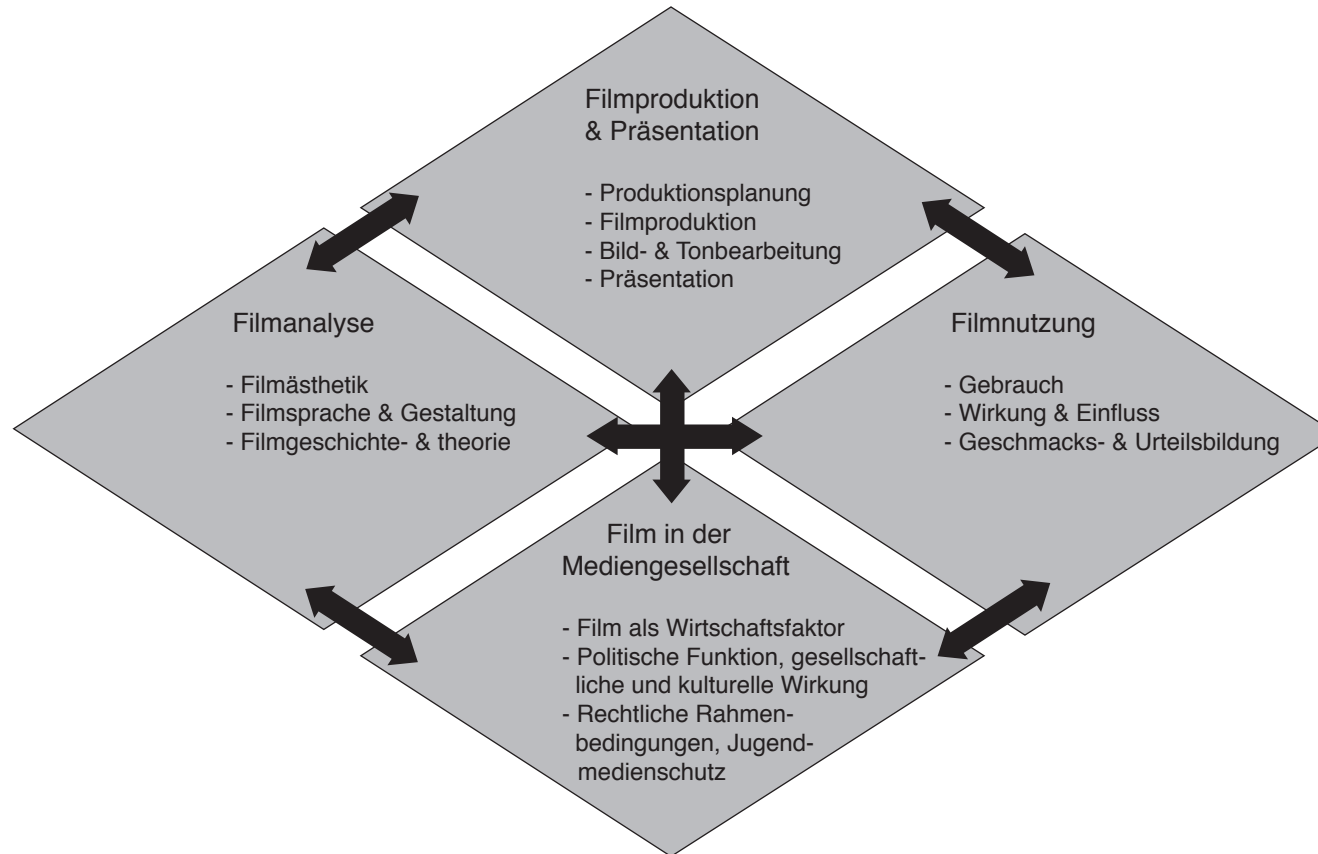 Filmproduktion
& Präsentation
- Produktionsplanung
- Filmproduktion
- Bild- & Tonbearbeitung
- Präsentation
Filmanalyse
- Filmästhetik
- Filmsprache & Gestaltung
- Filmgeschichte- & theorie
Filmnutzung
- Gebrauch
- Wirkung & Einfluss
- Geschmacks- & Urteilsbildung
Film in der
Mediengesellschaft
- Film als Wirtschaftsfaktor
- Politische Funktion, gesellschaft-
liche und kulturelle Wirkung
- Rechtliche Rahmen-
bedingungen, Jugend-
medienschutz